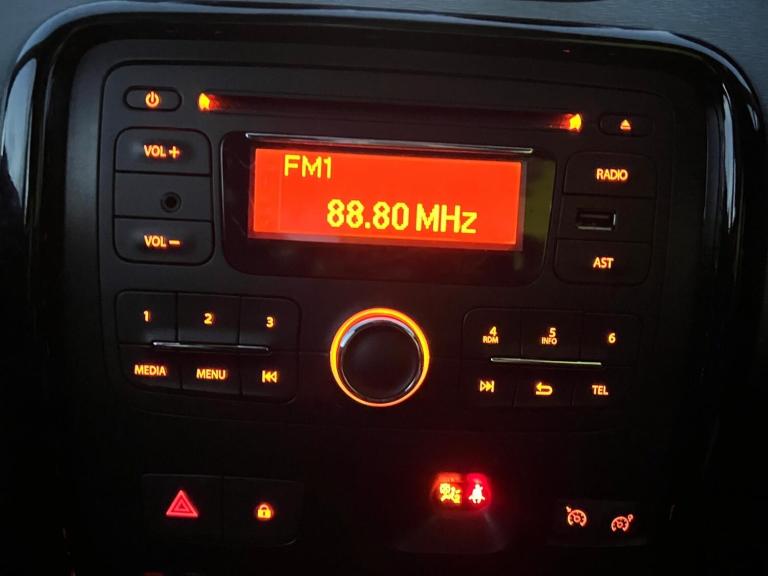 FM1
88.80 MHz
VOL +
VOL −
RADIO
AST
1 2 3
MEDIA MENU
4 5 6
RDM INFO
TEL